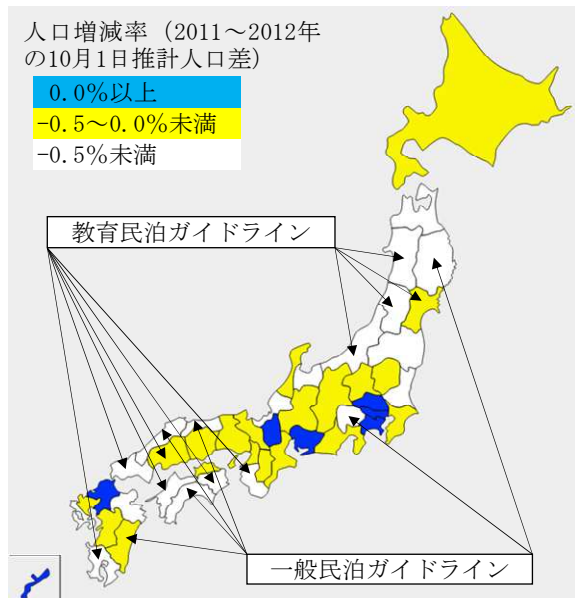 人口増減率（2011～2012年
の10月1日推計人口差）
0.0%以上
-0.5～0.0%未満
-0.5%未満
教育民泊ガイドライン
一般民泊ガイドライン